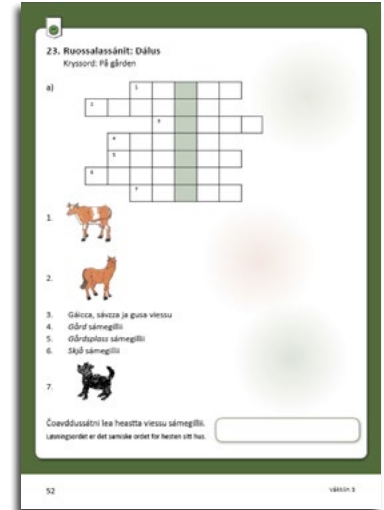 23. Ruossalassánit: Dálus
Kryssord: På gården
a)
1
2
3
4
5
6
7
1.
2.
3. Gáicca, sávzza ja gusa viessu
4. Gård sámegillii
5. Gårdsplass sámegillii
6. Skjå sámegillii
7.
Čoavddussátni lea heastta viessu sámegillii.
Løsningsordet er det samiske ordet for hesten sitt hus.
52